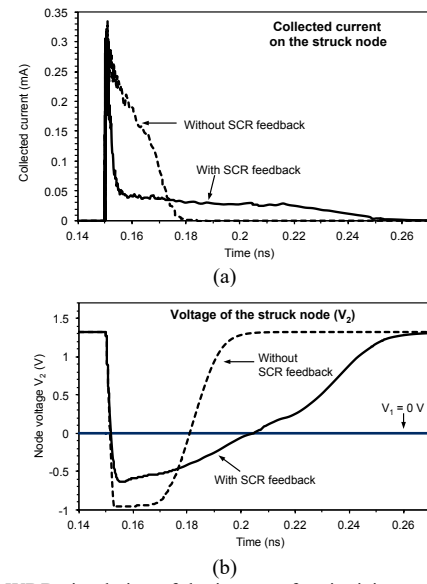 Collected current
on the struck node
Collected current (mA)
0.35
0.3
0.25
0.2
0.15
0.1
0.05
0
Without SCR feedback
With SCR feedback
0.14 0.16 0.18 0.2 0.22 0.24 0.26
Time (ns)
(a)
Voltage of the struck node (V2)
Node voltage V2 (V)
1.5
1
0.5
0
-0.5
-1
Without
SCR feedback
V1 = 0 V
With SCR feedback
0.14 0.16 0.18 0.2 0.22 0.24 0.26
Time (ns)
(b)